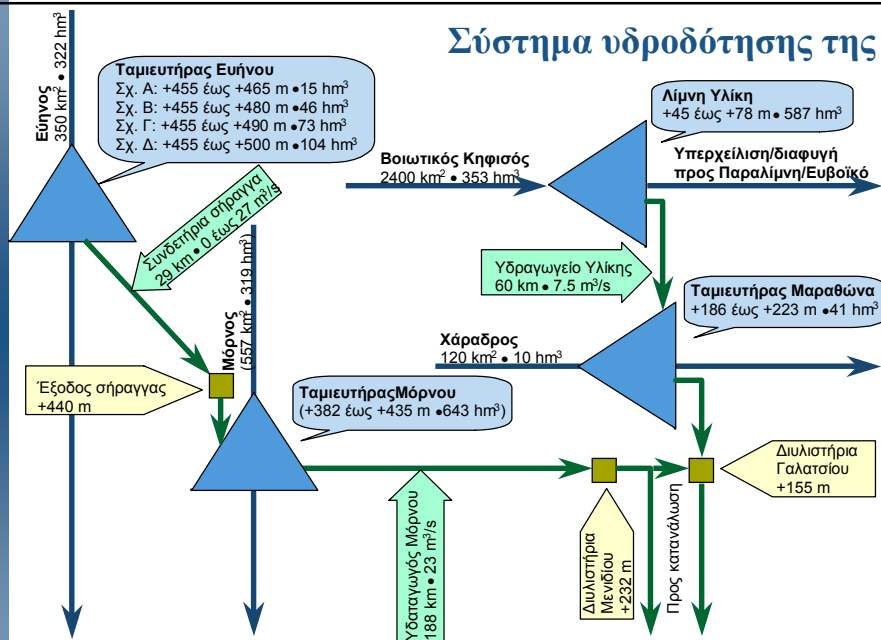 Σύστημα υδροδότησης της
Εύηνος
350 km² • 322 hm³
Ταμιευτήρας Ευήνου
Σχ. Α: +455 έως +465 m •15 hm³
Σχ. Β: +455 έως +480 m •46 hm³
Σχ. Γ: +455 έως +490 m •73 hm³
Σχ. Δ: +455 έως +500 m •104 hm³
Λίμνη Υλίκη
+45 έως +78 m• 587 hm³
Βοιωτικός Κηφισός
2400 km² • 353 hm³
Υπερχείλιση/διαφυγή
προς Παραλίμνη/Ευβοϊκό
Συνδετήρια σήραγγα
29 km • 0 έως 27 m³/s
Υδραγωγείο Υλίκης
60 km • 7.5 m³/s
Ταμιευτήρας Μαραθώνα
+186 έως +223 m •41 hm³
Μόρνος
(557 km² • 319 hm³)
Χάραδρος
120 km² • 10 hm³
Έξοδος σήραγγας
+440 m
ΤαμιευτήραςΜόρνου
(+382 έως +435 m •643 hm³)
Διυλιστήρια
Γαλατσίου
+155 m
Υδαταγωγός Μόρνου
188 km • 23 m³/s
Διυλιστήρια
Μενιδίου
+232 m
Προς κατανάλωση